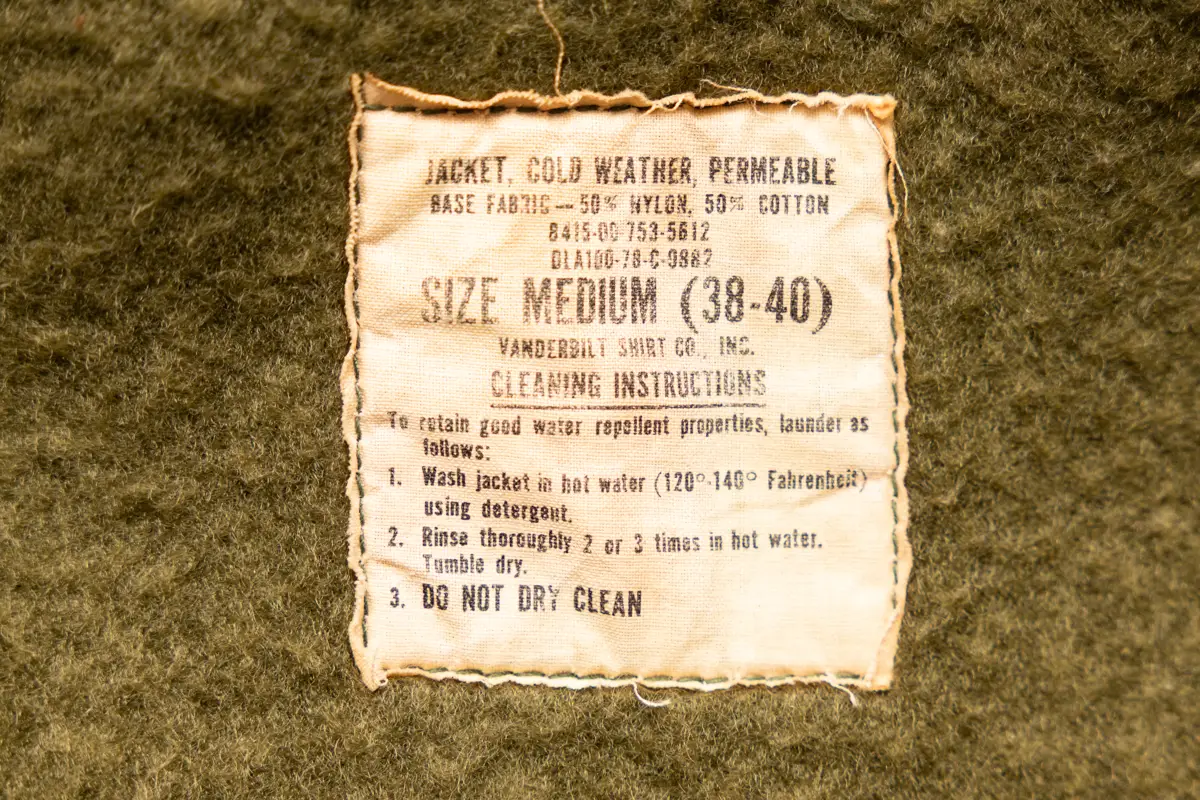 JACKET, COLD WEATHER, PERMEABLE
BASE FABRIC — 50% NYLON, 50% COTTON
8415-00-753-5612
DLA100-78-C-9882
SIZE MEDIUM (38-40)
VANDERBILT SHIRT CO., INC.
CLEANING INSTRUCTIONS
To retain good water repellent properties, launder as
follows:
1. Wash jacket in hot water (120°-140° Fahrenheit)
using detergent.
2. Rinse thoroughly 2 or 3 times in hot water.
Tumble dry.
3. DO NOT DRY CLEAN